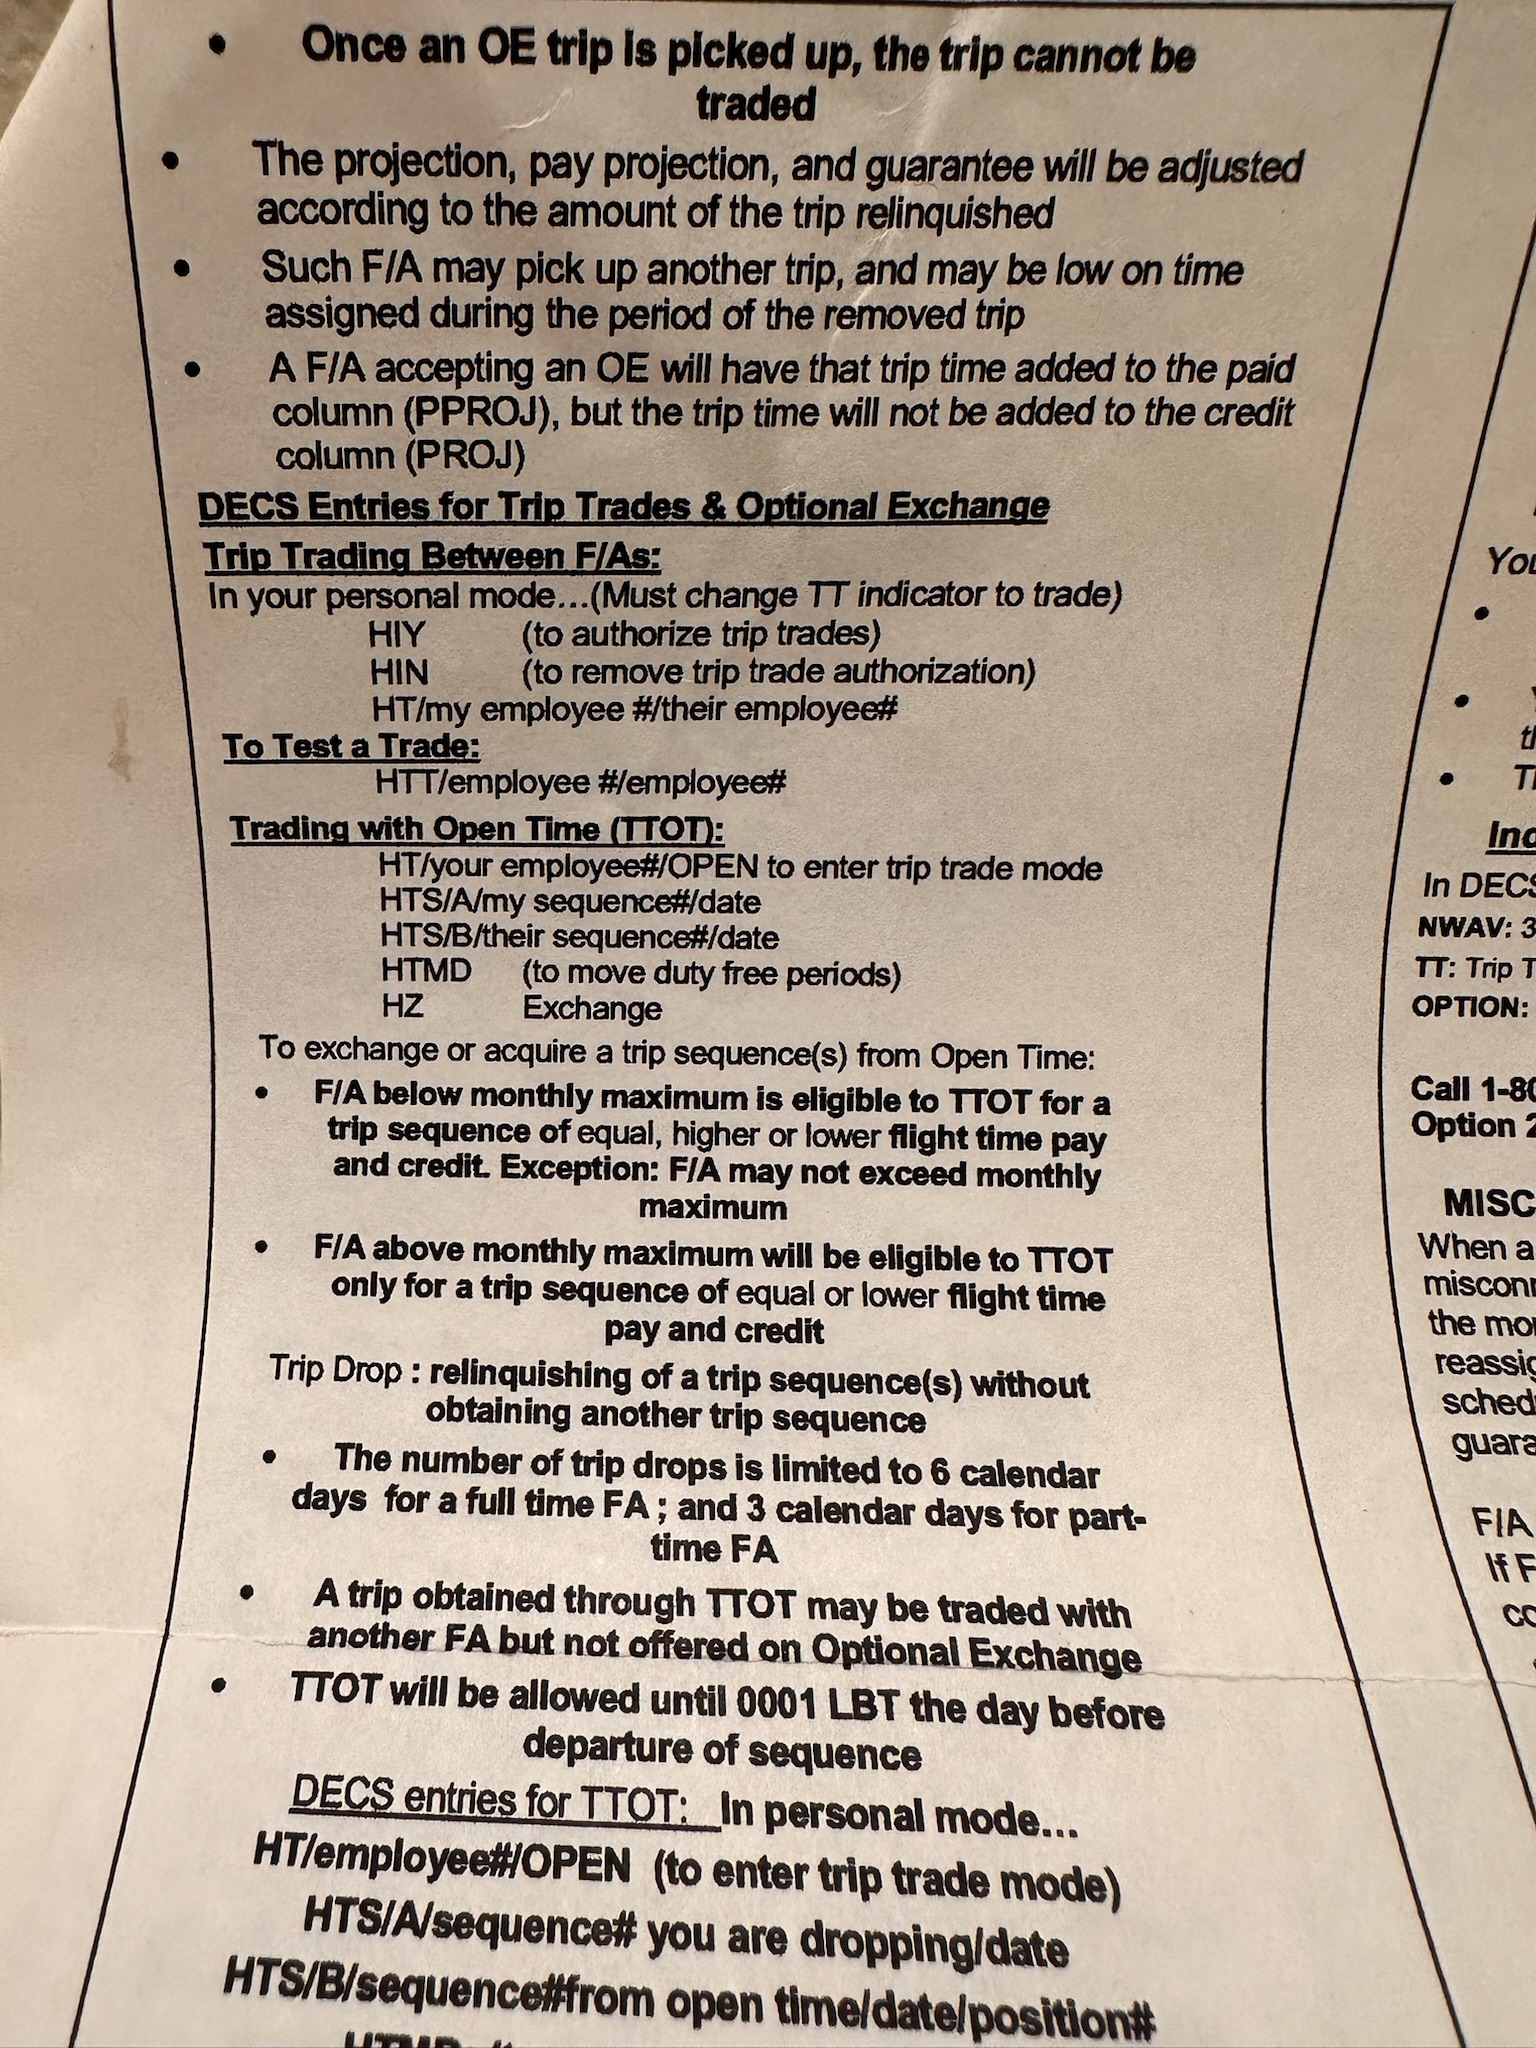 • Once an OE trip is picked up, the trip cannot be
traded
• The projection, pay projection, and guarantee will be adjusted
according to the amount of the trip relinquished
• Such F/A may pick up another trip, and may be low on time
assigned during the period of the removed trip
• A F/A accepting an OE will have that trip time added to the paid
column (PPROJ), but the trip time will not be added to the credit
column (PROJ)
DECS Entries for Trip Trades & Optional Exchange
Trip Trading Between F/As:
In your personal mode...(Must change TT indicator to trade)
HIY (to authorize trip trades)
HIN (to remove trip trade authorization)
HT/my employee #/their employee#
To Test a Trade:
HTT/employee #/employee#
Trading with Open Time (TTOT):
HT/your employee#/OPEN to enter trip trade mode
HTS/A/my sequence#/date
HTS/B/their sequence#/date
HTMD (to move duty free periods)
HZ Exchange
To exchange or acquire a trip sequence(s) from Open Time:
• F/A below monthly maximum is eligible to TTOT for a
trip sequence of equal, higher or lower flight time pay
and credit. Exception: F/A may not exceed monthly
maximum
• F/A above monthly maximum will be eligible to TTOT
only for a trip sequence of equal or lower flight time
pay and credit
Trip Drop : relinquishing of a trip sequence(s) without
obtaining another trip sequence
• The number of trip drops is limited to 6 calendar
days for a full time FA ; and 3 calendar days for part-
time FA
• A trip obtained through TTOT may be traded with
another FA but not offered on Optional Exchange
• TTOT will be allowed until 0001 LBT the day before
departure of sequence
DECS entries for TTOT: In personal mode...
HT/employee#/OPEN (to enter trip trade mode)
HTS/A/sequence# you are dropping/date
HTS/B/sequence#from open time/date/position#
You
•
•
•
In DECS
NWAV: 3
TT: Trip T
OPTION:
Call 1-80
Option 2
MISC
When a
misconn
the mo
reassig
sched
guara
F/A
If F
co